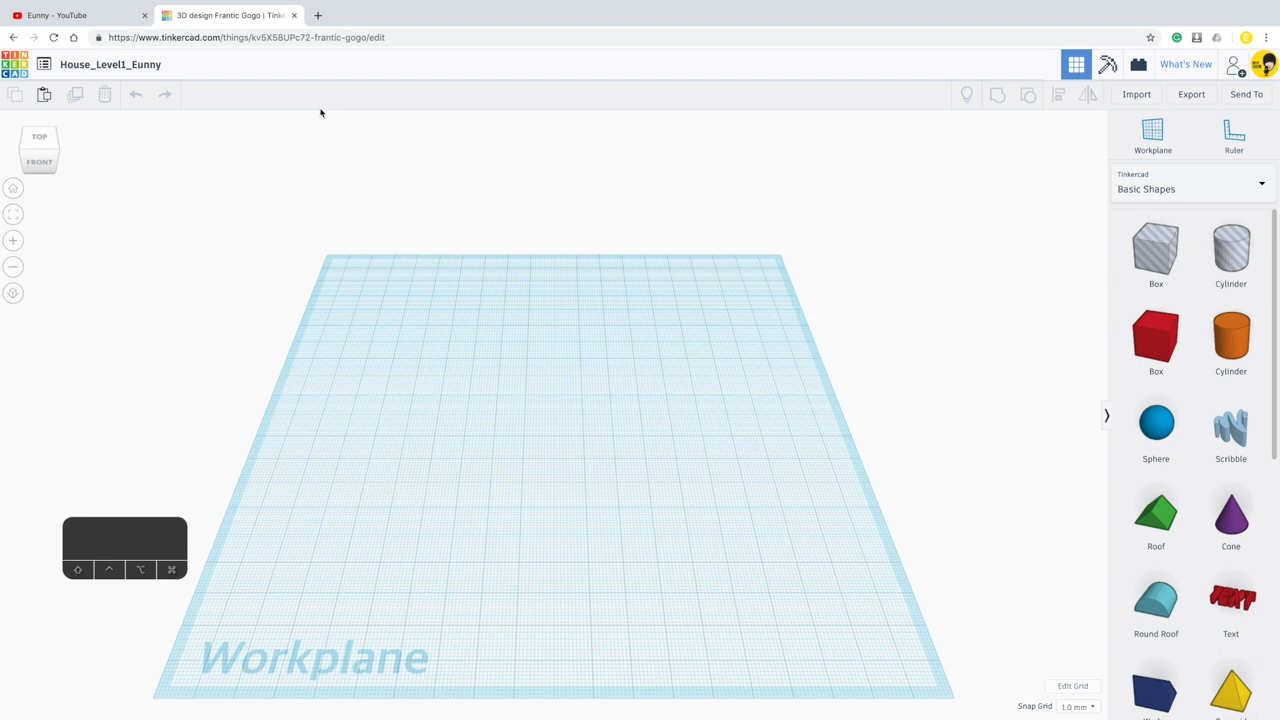 Eunny - YouTube
3D design Frantic Gogo | Tinke
https://www.tinkercad.com/things/kv5X58UPc72-frantic-gogo/edit
TIN
KER
CAD
House_Level1_Eunny
What's New
Import
Export
Send To
TOP
FRONT
Workplane
Ruler
Tinkercad
Basic Shapes
Box
Cylinder
Box
Cylinder
Sphere
Scribble
Roof
Cone
Round Roof
TEXT
Text
Workplane
Edit Grid
Snap Grid
1.0 mm